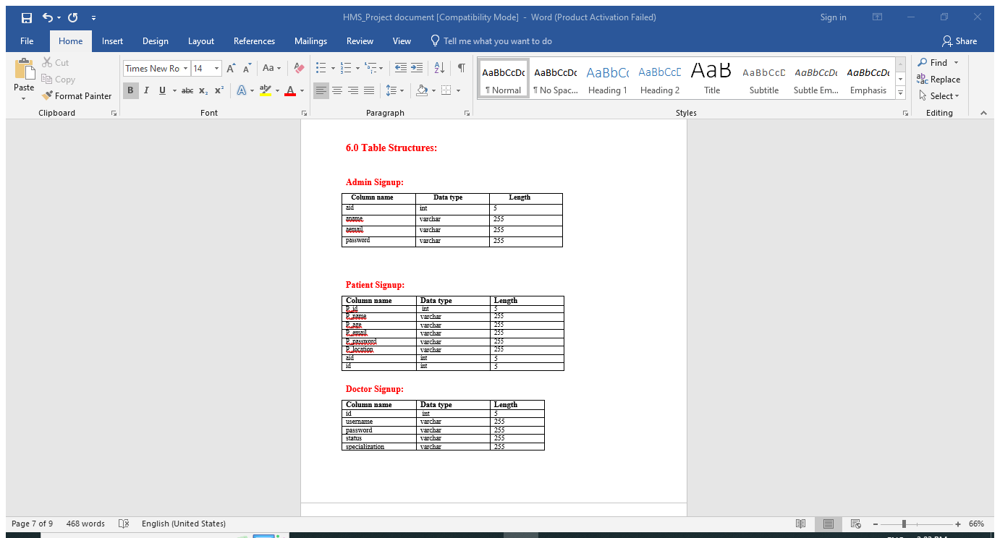 HMS_Project document [Compatibility Mode] - Word (Product Activation Failed)
Sign in
File Home Insert Design Layout References Mailings Review View Tell me what you want to do Share
Paste
Cut
Copy
Format Painter
Clipboard
Times New Ro 14 Aa
B I U abc x₂ x² A aby A
Font
Paragraph
AaBbCcDc AaBbCcDc AaBbC( AaBbCcD AaB AaBbCcD AaBbCcDc AaBbCcDc
¶ Normal ¶ No Spac... Heading 1 Heading 2 Title Subtitle Subtle Em... Emphasis
Styles
Find
Replace
Select
Editing
6.0 Table Structures:
Admin Signup:
Column name Data type Length
aid int 5
aname varchar 255
aemail varchar 255
password varchar 255
Patient Signup:
Column name Data type Length
P_id int 5
P_name varchar 255
P_age varchar 255
P_email varchar 255
P_password varchar 255
P_location varchar 255
aid int 5
id int 5
Doctor Signup:
Column name Data type Length
id int 5
username varchar 255
password varchar 255
status varchar 255
specialization varchar 255
Page 7 of 9 468 words English (United States) 66%